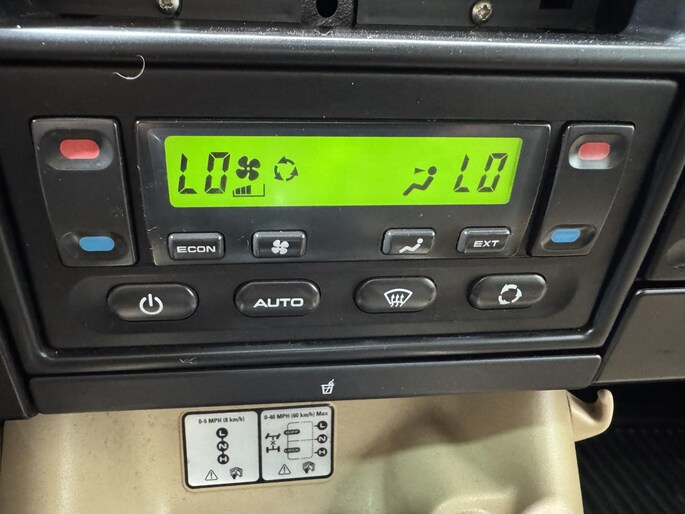 LO LO
ECON EXT
AUTO
0-5 MPH (8 km/h) 0-40 MPH (60 km/h) Max
L L
N N
H H